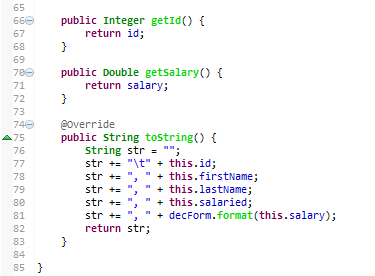 65
66 public Integer getId() {
67 return id;
68 }
69
70 public Double getSalary() {
71 return salary;
72 }
73
74 @Override
75 public String toString() {
76 String str = "";
77 str += "\t" + this.id;
78 str += ", " + this.firstName;
79 str += ", " + this.lastName;
80 str += ", " + this.salaried;
81 str += ", " + decForm.format(this.salary);
82 return str;
83 }
84
85 }